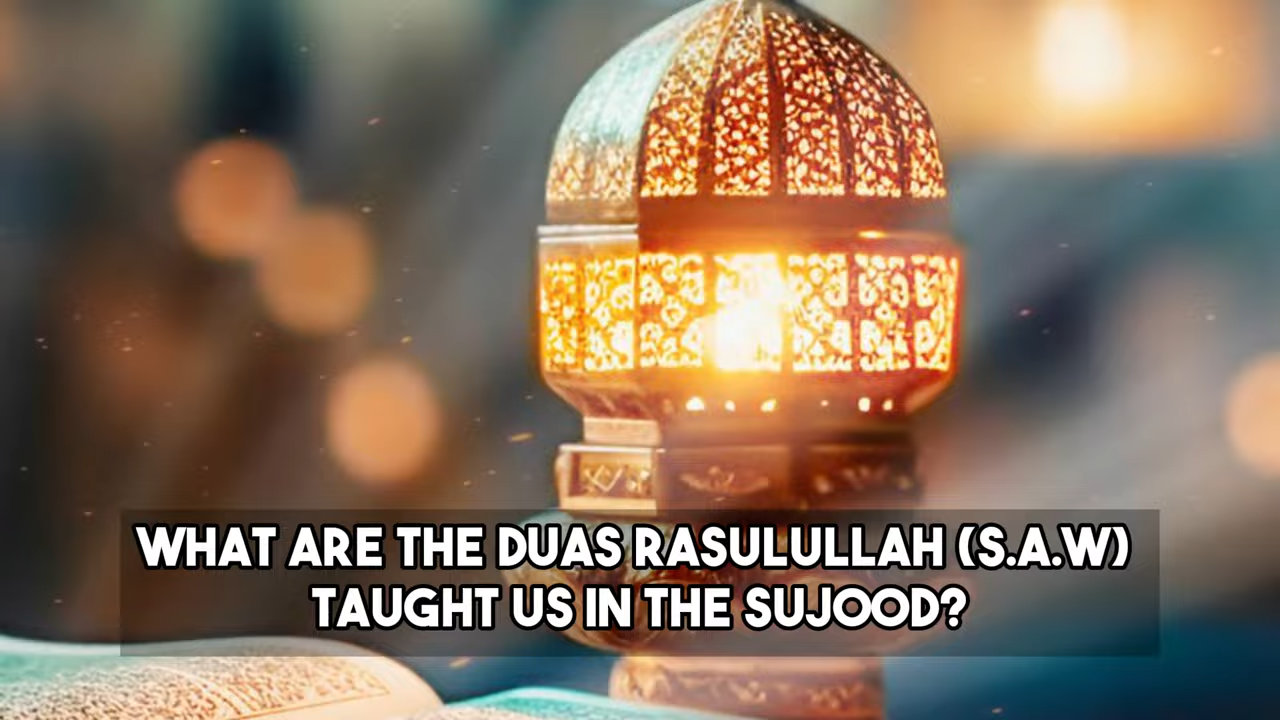 WHAT ARE THE DUAS RASULULLAH (S.A.W)
TAUGHT US IN THE SUJOOD?